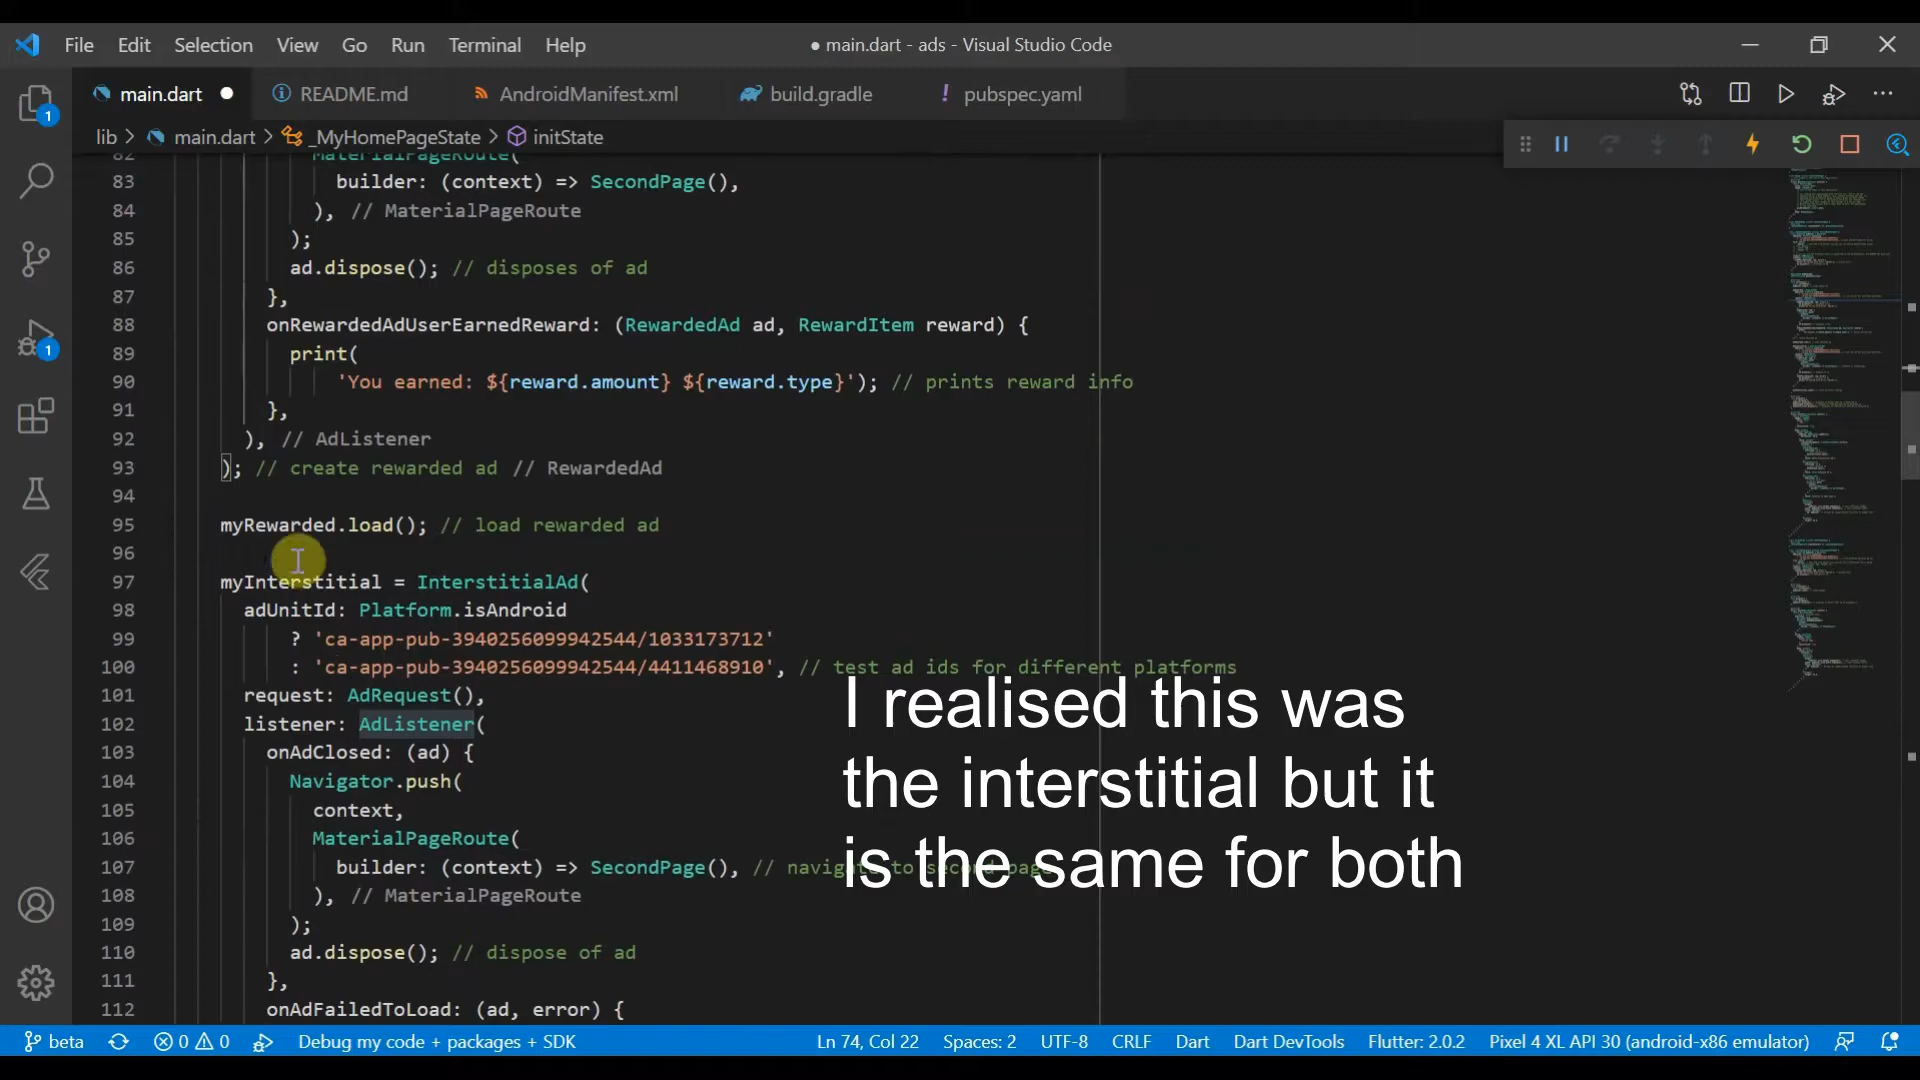 File Edit Selection View Go Run Terminal Help
● main.dart - ads - Visual Studio Code
main.dart README.md AndroidManifest.xml build.gradle pubspec.yaml
lib > main.dart > _MyHomePageState > initState
82 MaterialPageRoute(
83 builder: (context) => SecondPage(),
84 ), // MaterialPageRoute
85 );
86 ad.dispose(); // disposes of ad
87 },
88 onRewardedAdUserEarnedReward: (RewardedAd ad, RewardItem reward) {
89 print(
90 'You earned: ${reward.amount} ${reward.type}'); // prints reward info
91 },
92 ), // AdListener
93 ); // create rewarded ad // RewardedAd
94
95 myRewarded.load(); // load rewarded ad
96
97 myInterstitial = InterstitialAd(
98 adUnitId: Platform.isAndroid
99 ? 'ca-app-pub-3940256099942544/1033173712'
100 : 'ca-app-pub-3940256099942544/4411468910', // test ad ids for different platforms
101 request: AdRequest(),
102 listener: AdListener(
103 onAdClosed: (ad) {
104 Navigator.push(
105 context,
106 MaterialPageRoute(
107 builder: (context) => SecondPage(), // navigate to second page
108 ), // MaterialPageRoute
109 );
110 ad.dispose(); // dispose of ad
111 },
112 onAdFailedToLoad: (ad, error) {
I realised this was
the interstitial but it
is the same for both
1
1
beta 0 0 Debug my code + packages + SDK Ln 74, Col 22 Spaces: 2 UTF-8 CRLF Dart Dart DevTools Flutter: 2.0.2 Pixel 4 XL API 30 (android-x86 emulator)